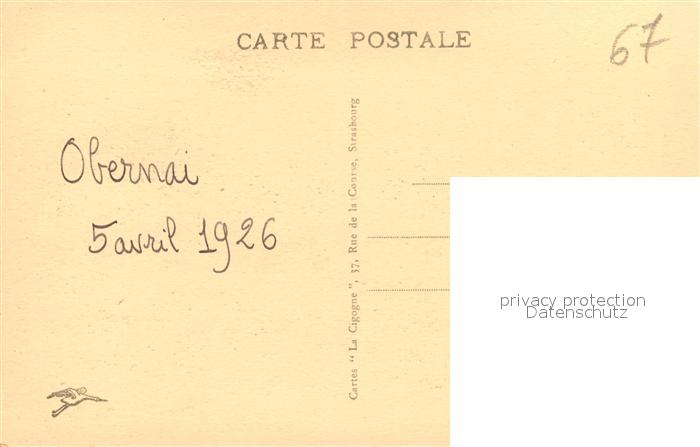 CARTE POSTALE
67
Obernai
5 avril 1926
Cartes "La Cigogne", 37, Rue de la Course, Strasbourg
privacy protection
Datenschutz